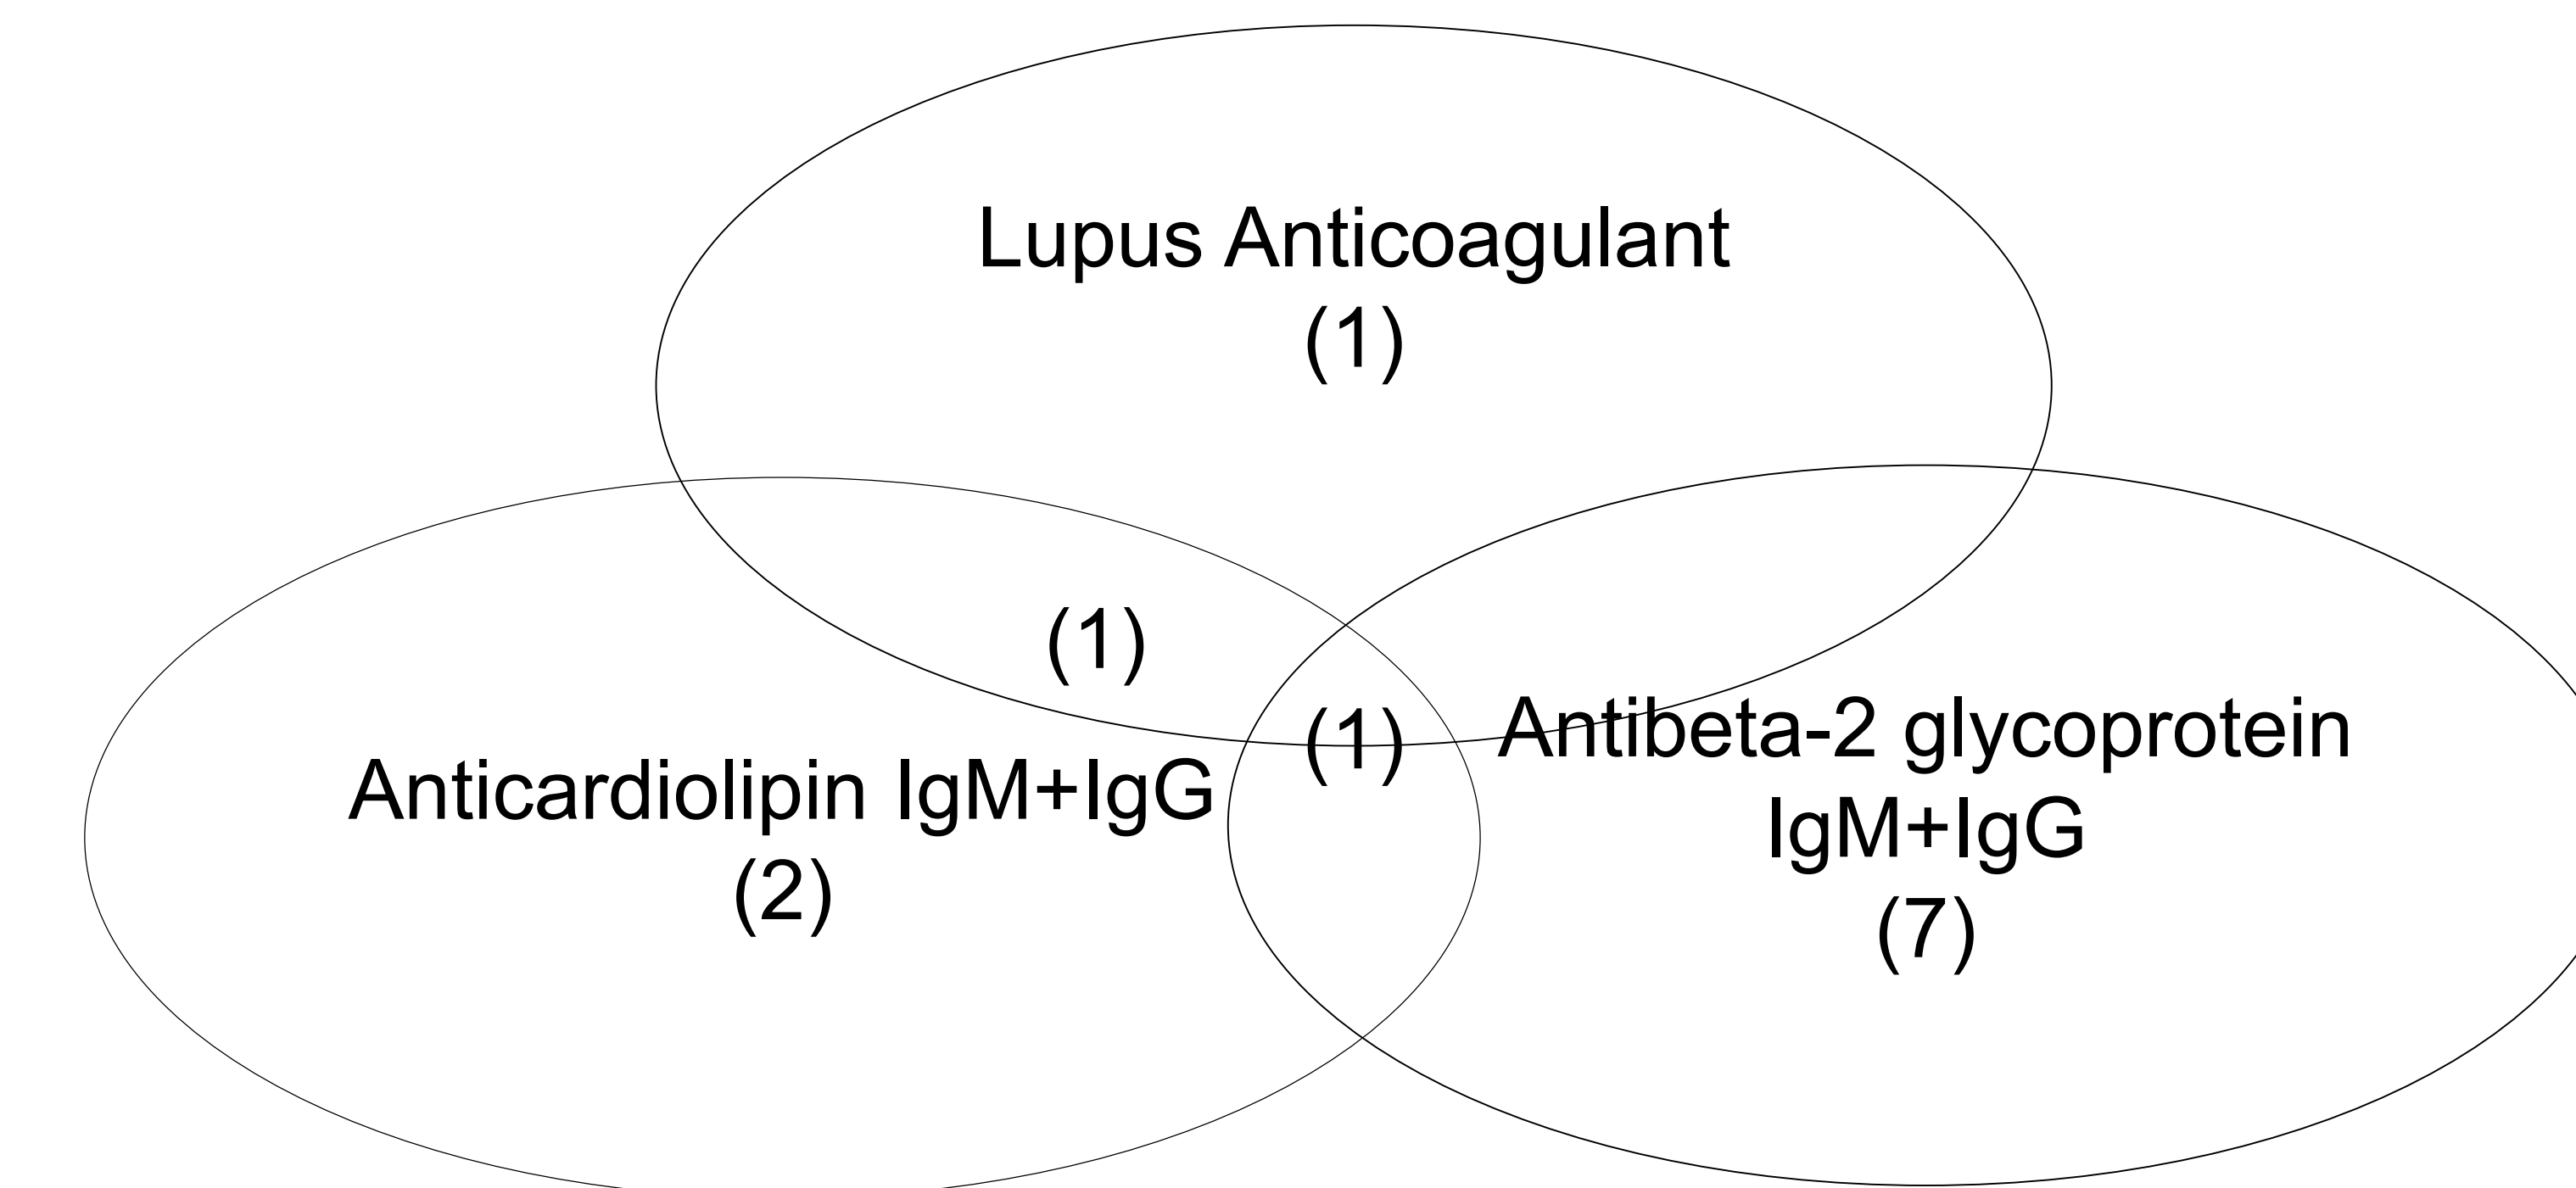 Lupus Anticoagulant
(1)
(1)
(1)
Anticardiolipin IgM+IgG
(2)
Antibeta-2 glycoprotein
IgM+IgG
(7)